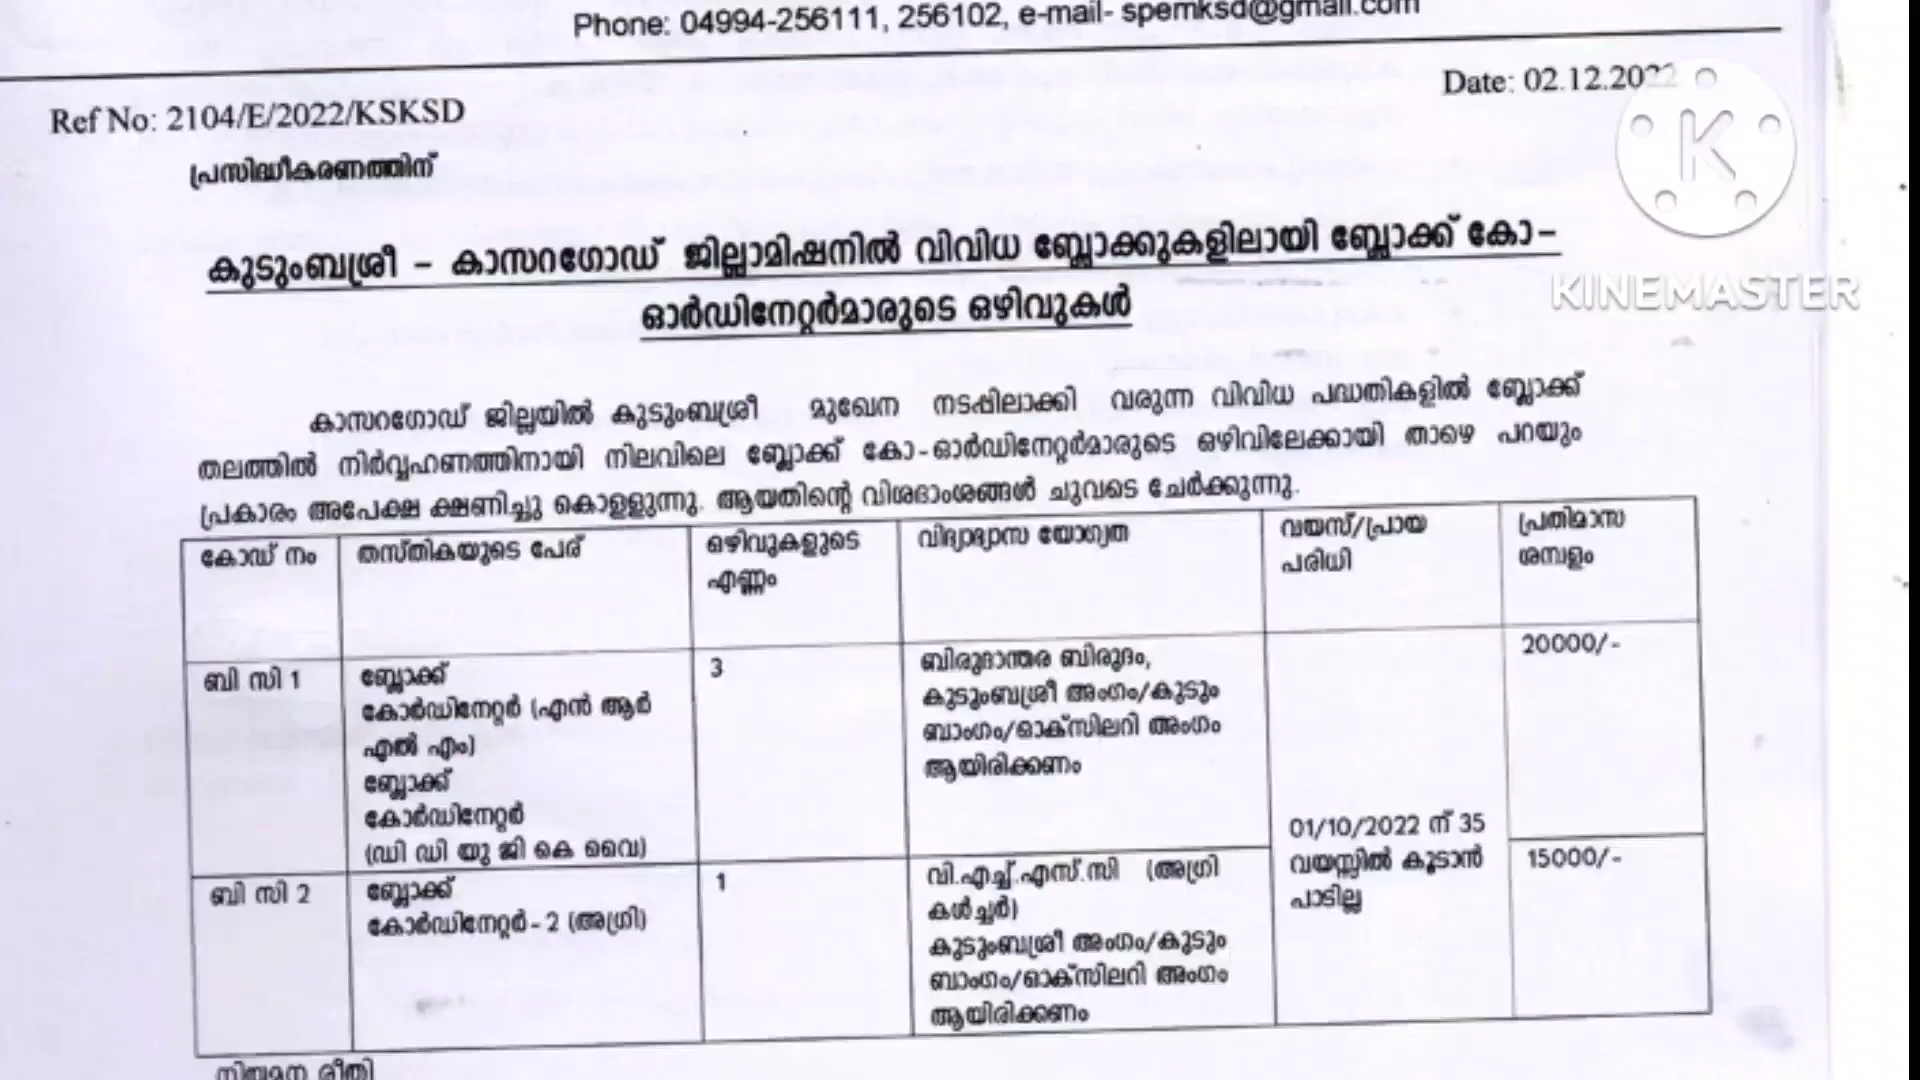 Phone: 04994-256111, 256102, e-mail- spemksd@gmail.com
Date: 02.12.2022
Ref No: 2104/E/2022/KSKSD
പ്രസിദ്ധീകരണത്തിന്
K
KINEMASTER
കുടുംബശ്രീ – കാസറഗോഡ് ജില്ലാമിഷനിൽ വിവിധ ബ്ലോക്കുകളിലായി ബ്ലോക്ക് കോ–
ഓർഡിനേറ്റർമാരുടെ ഒഴിവുകൾ
കാസറഗോഡ് ജില്ലയിൽ കുടുംബശ്രീ മുഖേന നടപ്പിലാക്കി വരുന്ന വിവിധ പദ്ധതികളിൽ ബ്ലോക്ക്
തലത്തിൽ നിർവ്വഹണത്തിനായി നിലവിലെ ബ്ലോക്ക് കോ-ഓർഡിനേറ്റർമാരുടെ ഒഴിവിലേക്കായി താഴെ പറയും
പ്രകാരം അപേക്ഷ ക്ഷണിച്ചു കൊള്ളുന്നു. ആയതിന്റെ വിശദാംശങ്ങൾ ചുവടെ ചേർക്കുന്നു.
കോഡ് നം
തസ്തികയുടെ പേര്
ഒഴിവുകളുടെ
എണ്ണം
വിദ്യാഭ്യാസ യോഗ്യത
വയസ്/പ്രായ
പരിധി
പ്രതിമാസ
ശമ്പളം
ബി സി 1
ബ്ലോക്ക്
കോർഡിനേറ്റർ (എൻ ആർ
എൽ എം)
ബ്ലോക്ക്
കോർഡിനേറ്റർ
(ഡി ഡി യു ജി കെ വൈ)
3
ബിരുദാന്തര ബിരുദം,
കുടുംബശ്രീ അംഗം/കുടും
ബാംഗം/ഓക്സിലറി അംഗം
ആയിരിക്കണം
01/10/2022 ന് 35
വയസ്സിൽ കൂടാൻ
പാടില്ല
20000/-
ബി സി 2
ബ്ലോക്ക്
കോർഡിനേറ്റർ-2 (അഗ്രി)
1
വി.എച്ച്.എസ്.സി (അഗ്രി
കൾച്ചർ)
കുടുംബശ്രീ അംഗം/കുടും
ബാംഗം/ഓക്സിലറി അംഗം
ആയിരിക്കണം
15000/-
നിയമന രീതി